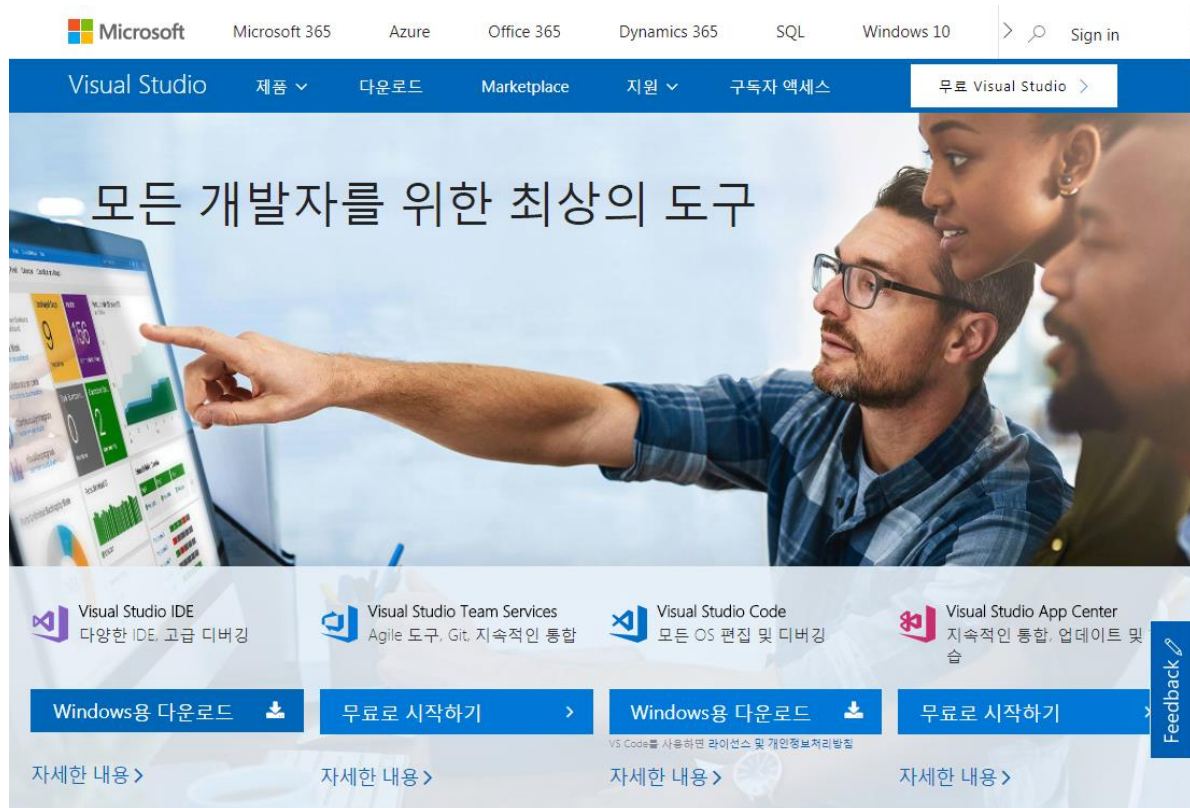 Microsoft Microsoft 365 Azure Office 365 Dynamics 365 SQL Windows 10 Sign in
Visual Studio 제품 다운로드 Marketplace 지원 구독자 액세스 무료 Visual Studio
모든 개발자를 위한 최상의 도구
9
156
0
2
Visual Studio IDE
다양한 IDE, 고급 디버깅
Visual Studio Team Services
Agile 도구, Git, 지속적인 통합
Visual Studio Code
모든 OS 편집 및 디버깅
Visual Studio App Center
지속적인 통합, 업데이트 및
습
Windows용 다운로드
무료로 시작하기
Windows용 다운로드
무료로 시작하기
VS Code를 사용하면 라이선스 및 개인정보처리방침
자세한 내용
자세한 내용
자세한 내용
자세한 내용
Feedback